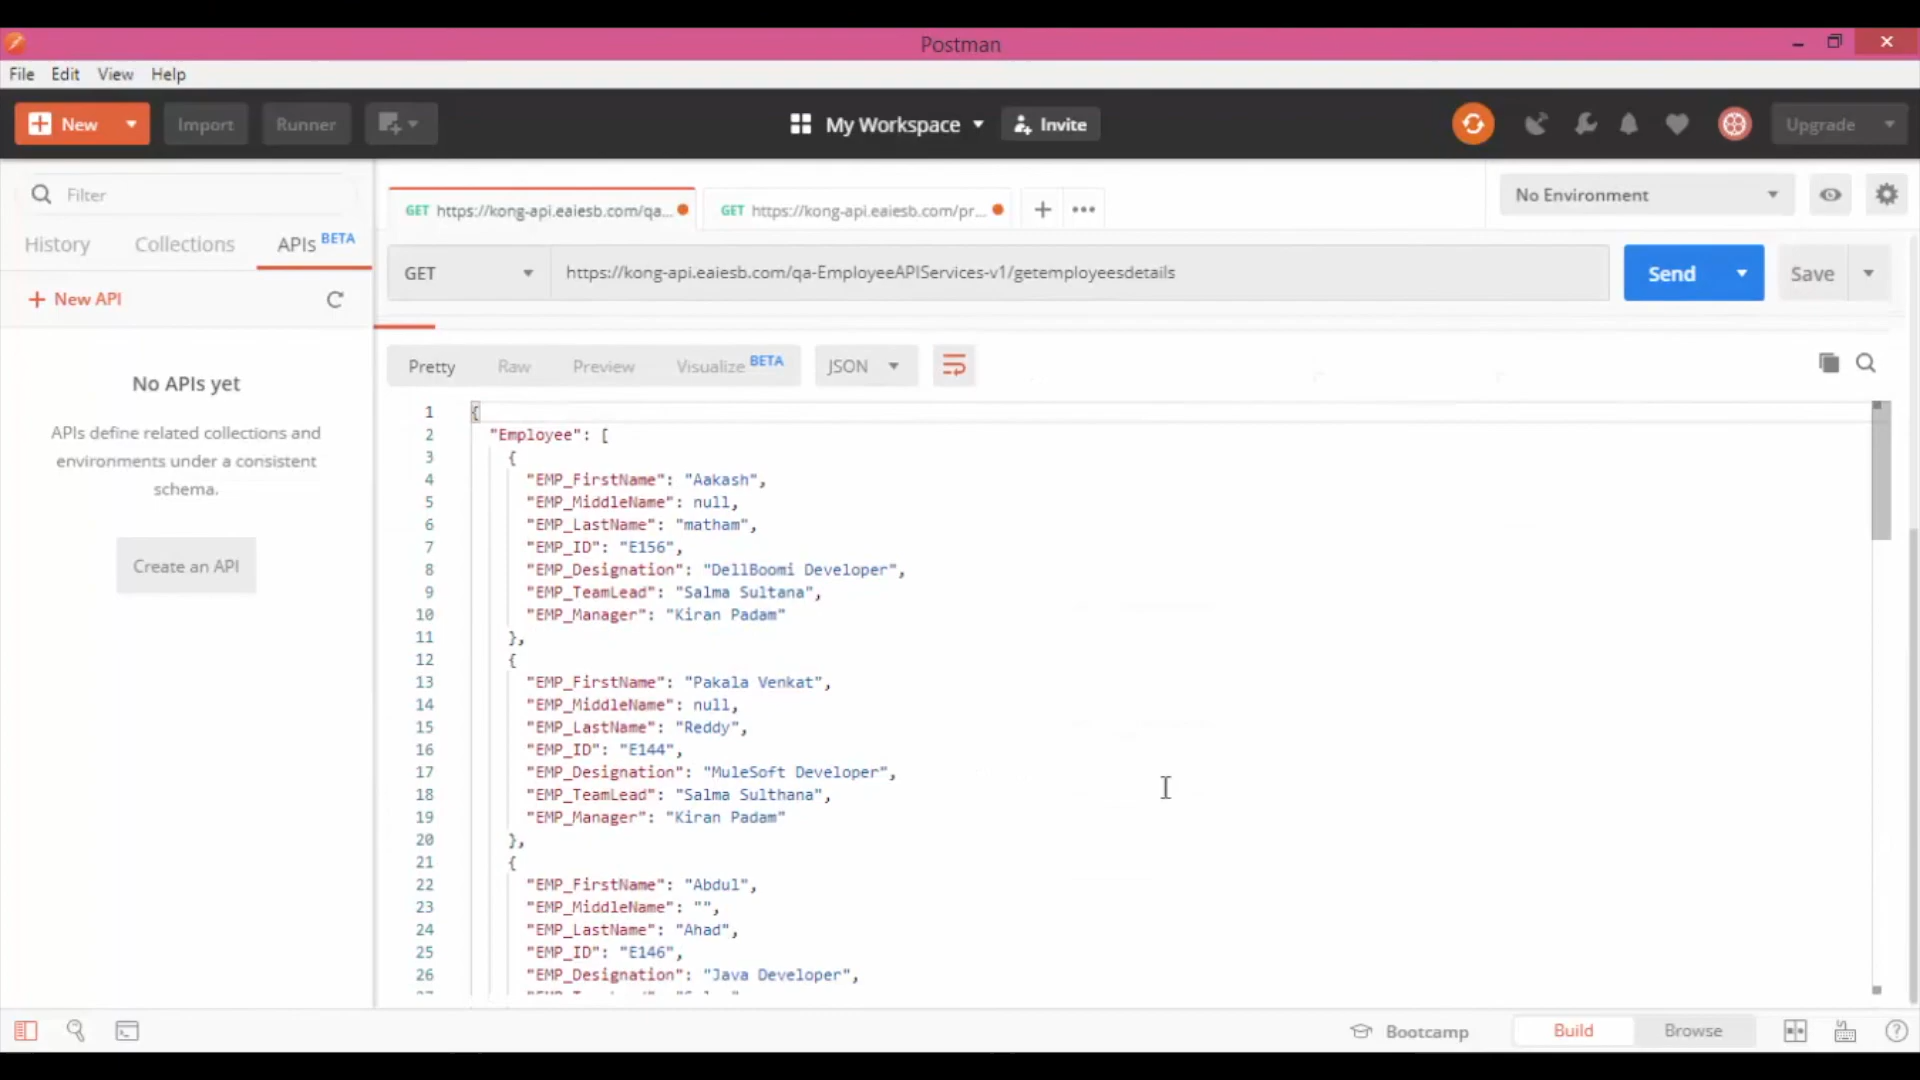 Postman
File Edit View Help
New Import Runner My Workspace Invite Upgrade
Filter
History Collections APIs BETA
New API
No APIs yet
APIs define related collections and
environments under a consistent
schema.
Create an API
GET https://kong-api.eaiesb.com/qa... GET https://kong-api.eaiesb.com/pr... + ••• No Environment
GET https://kong-api.eaiesb.com/qa-EmployeeAPIServices-v1/getemployeesdetails Send Save
Pretty Raw Preview Visualize BETA JSON
1 {
2 "Employee": [
3 {
4 "EMP_FirstName": "Aakash",
5 "EMP_MiddleName": null,
6 "EMP_LastName": "matham",
7 "EMP_ID": "E156",
8 "EMP_Designation": "DellBoomi Developer",
9 "EMP_TeamLead": "Salma Sultana",
10 "EMP_Manager": "Kiran Padam"
11 },
12 {
13 "EMP_FirstName": "Pakala Venkat",
14 "EMP_MiddleName": null,
15 "EMP_LastName": "Reddy",
16 "EMP_ID": "E144",
17 "EMP_Designation": "MuleSoft Developer",
18 "EMP_TeamLead": "Salma Sulthana",
19 "EMP_Manager": "Kiran Padam"
20 },
21 {
22 "EMP_FirstName": "Abdul",
23 "EMP_MiddleName": "",
24 "EMP_LastName": "Ahad",
25 "EMP_ID": "E146",
26 "EMP_Designation": "Java Developer",
Bootcamp Build Browse